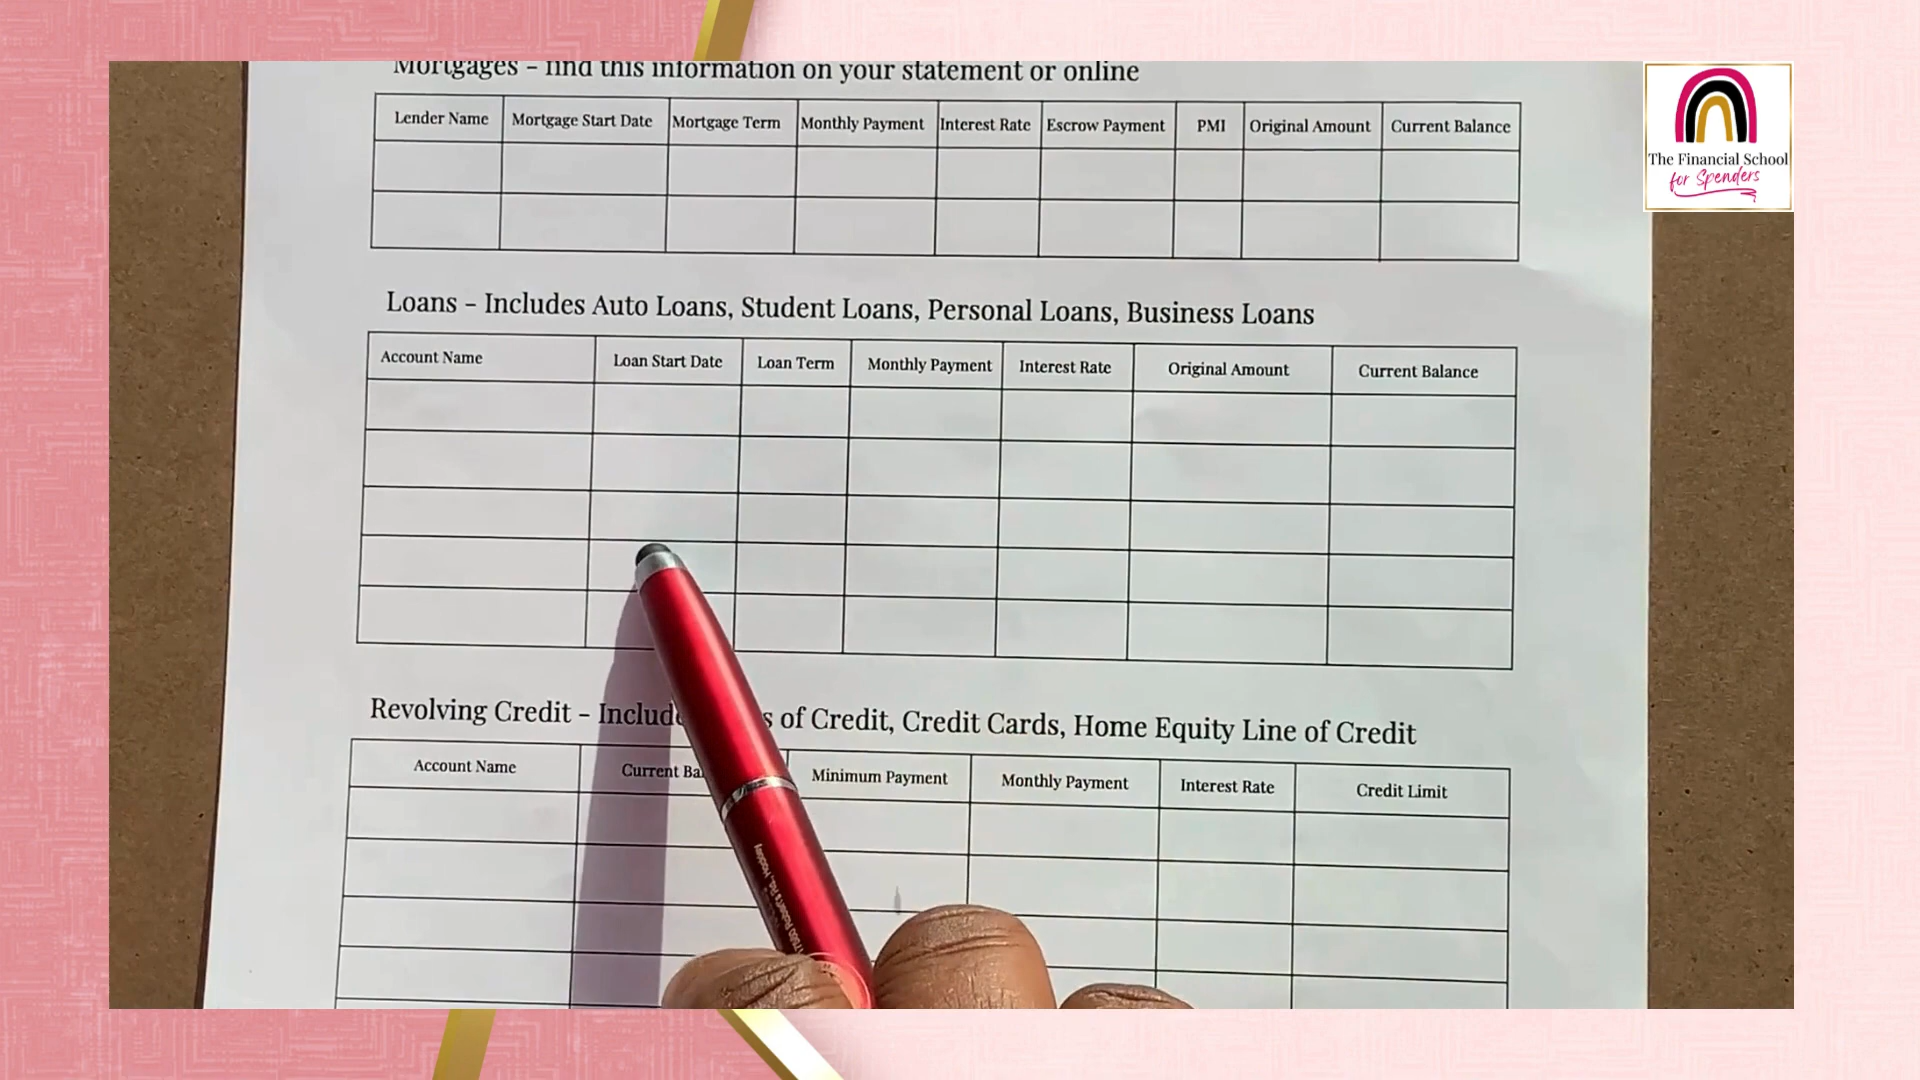 Mortgages – find this information on your statement or online
Lender Name Mortgage Start Date Mortgage Term Monthly Payment Interest Rate Escrow Payment PMI Original Amount Current Balance
The Financial School
for Spenders
Loans – Includes Auto Loans, Student Loans, Personal Loans, Business Loans
Account Name Loan Start Date Loan Term Monthly Payment Interest Rate Original Amount Current Balance
Revolving Credit – Includ s of Credit, Credit Cards, Home Equity Line of Credit
Account Name Current Ba Minimum Payment Monthly Payment Interest Rate Credit Limit